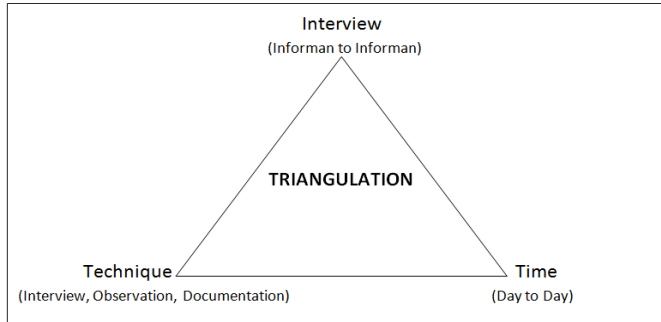 Interview
(Informan to Informan)
TRIANGULATION
Technique
(Interview, Observation, Documentation)
Time
(Day to Day)